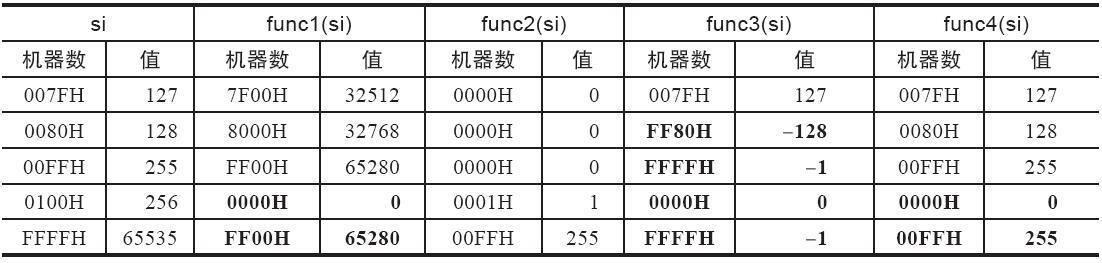 si func1(si) func2(si) func3(si) func4(si)
机器数 值 机器数 值 机器数 值 机器数 值 机器数 值
007FH 127 7F00H 32512 0000H 0 007FH 127 007FH 127
0080H 128 8000H 32768 0000H 0 FF80H –128 0080H 128
00FFH 255 FF00H 65280 0000H 0 FFFFH –1 00FFH 255
0100H 256 0000H 0 0001H 1 0000H 0 0000H 0
FFFFH 65535 FF00H 65280 00FFH 255 FFFFH –1 00FFH 255